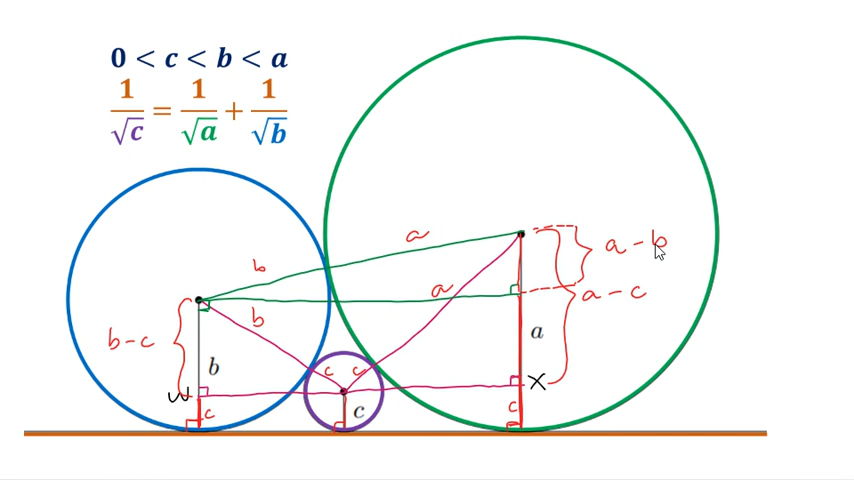 0 < c < b < a
1/√c = 1/√a + 1/√b
a
b
a - b
a
a - c
b
b - c
a
b
c c
X
W
c
c
c